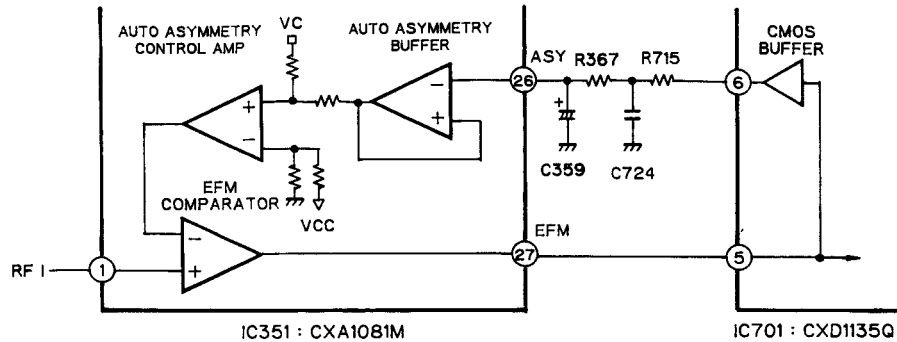 AUTO ASYMMETRY
CONTROL AMP
VC
AUTO ASYMMETRY
BUFFER
ASY
R367
R715
CMOS
BUFFER
26
6
+
−
−
+
+
C359
C724
EFM
COMPARATOR
VCC
−
+
EFM
RF I
1
27
5
IC351 : CXA1081M
IC701 : CXD1135Q